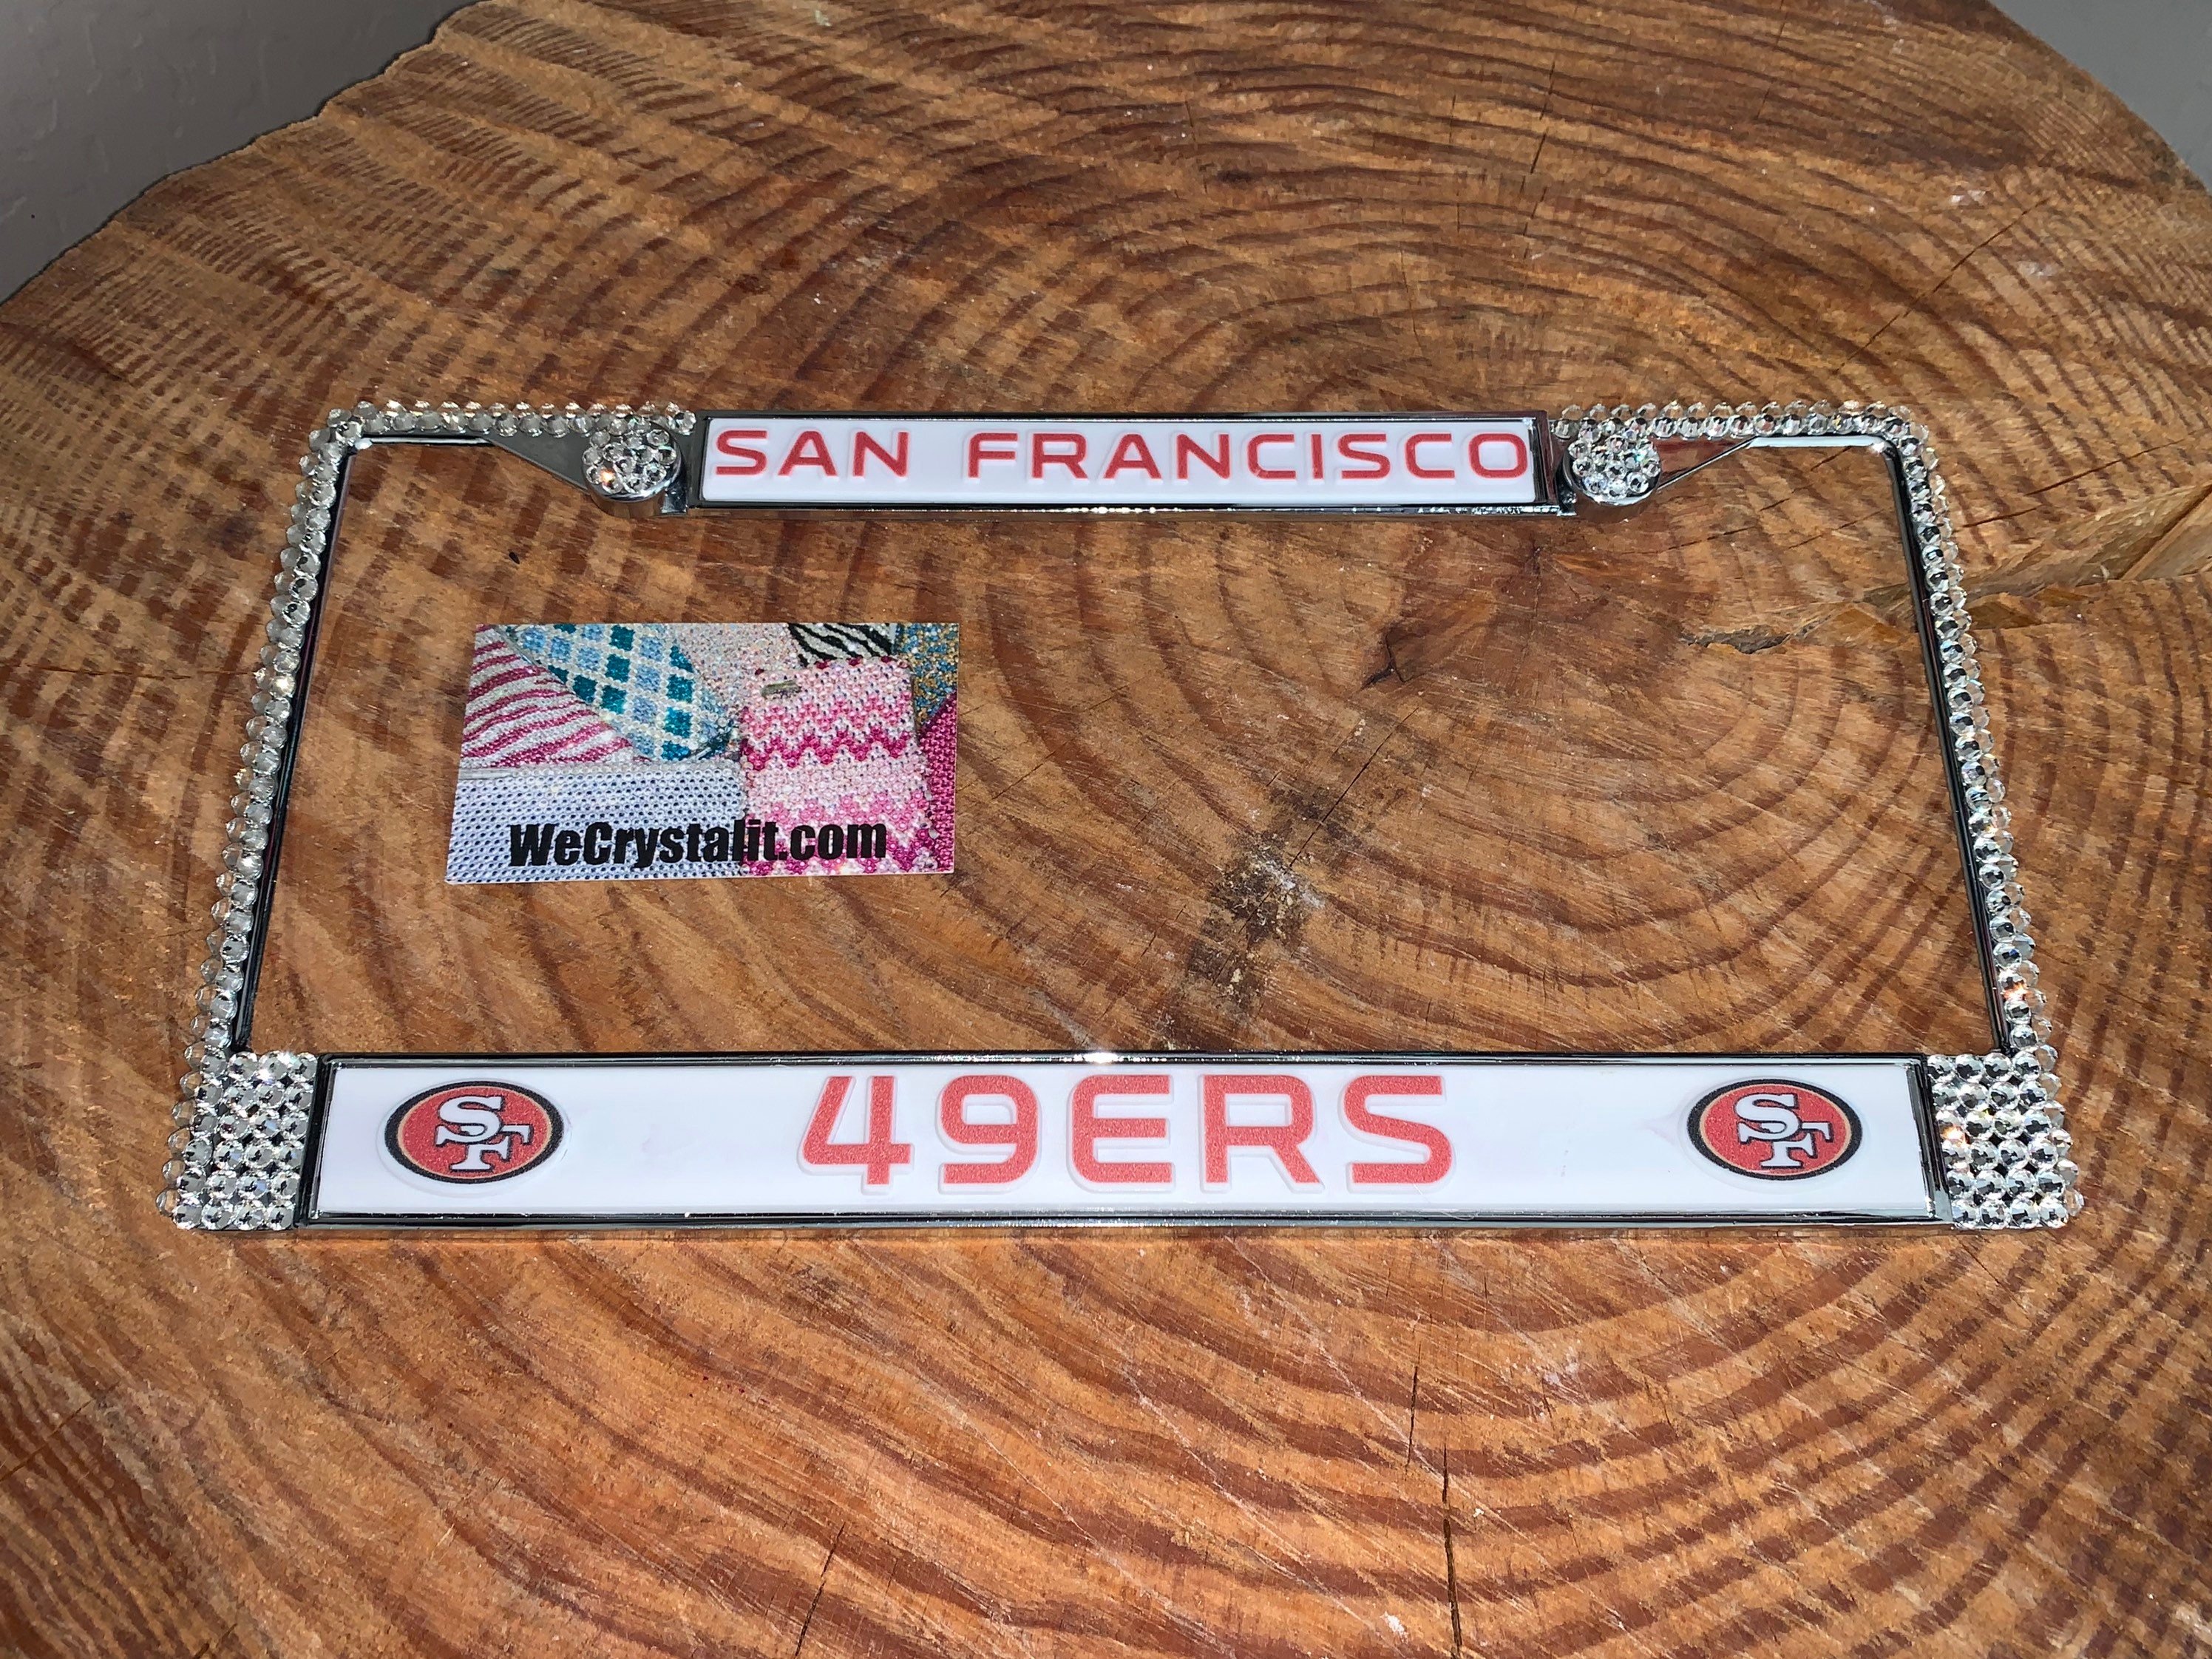 SAN FRANCISCO
WeCrystalit.com
SF 49ERS SF